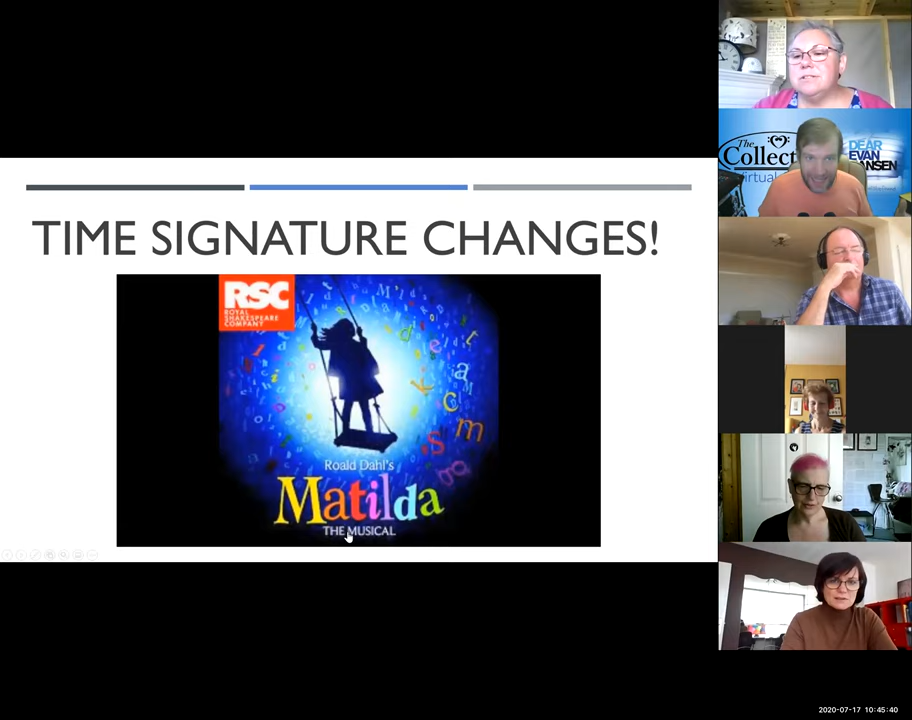 TIME SIGNATURE CHANGES!
RSC
ROYAL
SHAKESPEARE
COMPANY
Roald Dahl's
Matilda
THE MUSICAL
The
Collect
Virtual
DEAR
EVAN
HANSEN
2020-07-17 10:45:40